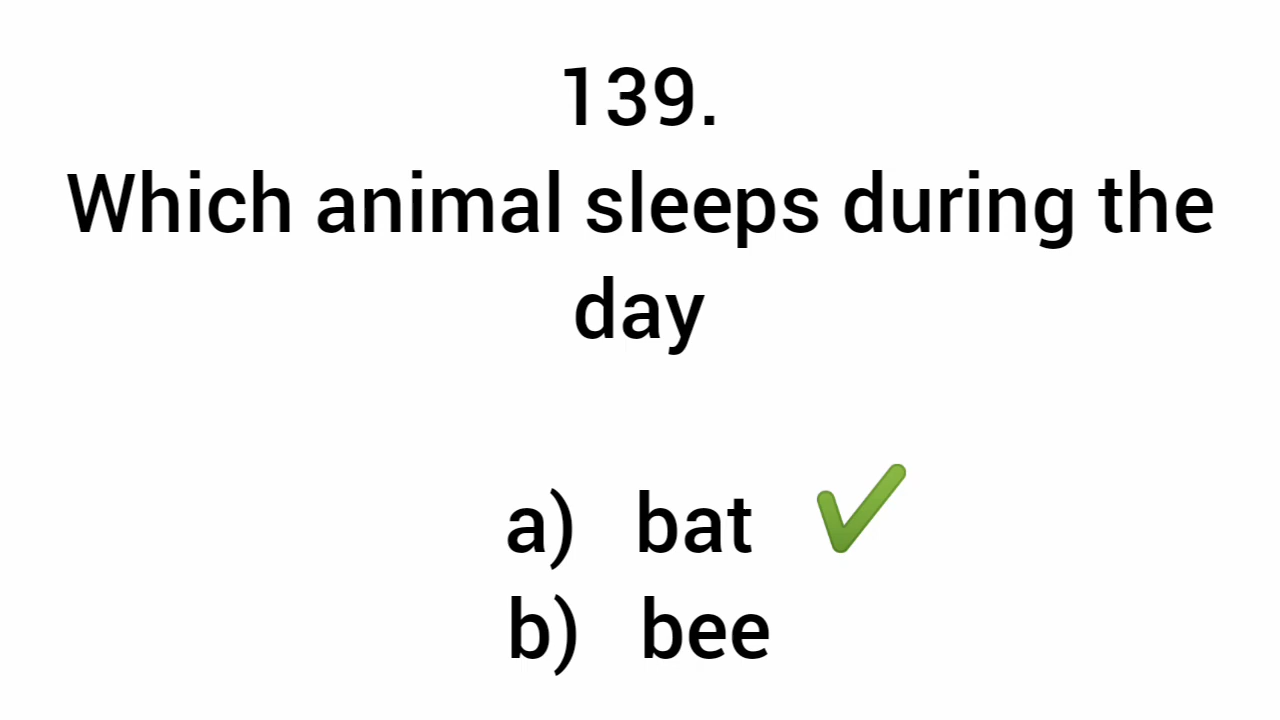 139.
Which animal sleeps during the
day
a) bat ✔
b) bee